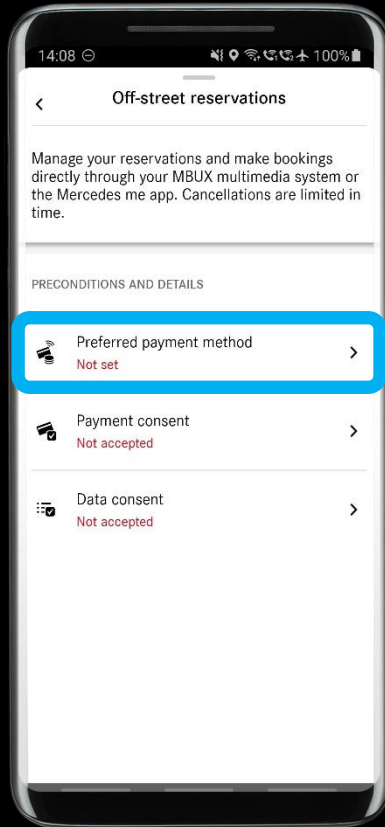 14:08
100%
Off-street reservations
Manage your reservations and make bookings
directly through your MBUX multimedia system or
the Mercedes me app. Cancellations are limited in
time.
PRECONDITIONS AND DETAILS
Preferred payment method
Not set
Payment consent
Not accepted
Data consent
Not accepted